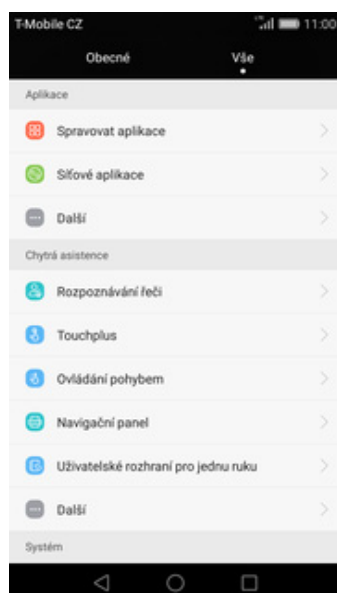 T-Mobile CZ 11:00
Obecné Vše
Aplikace
Spravovat aplikace
Síťové aplikace
Další
Chytrá asistence
Rozpoznávání řeči
Touchplus
Ovládání pohybem
Navigační panel
Uživatelské rozhraní pro jednu ruku
Další
Systém